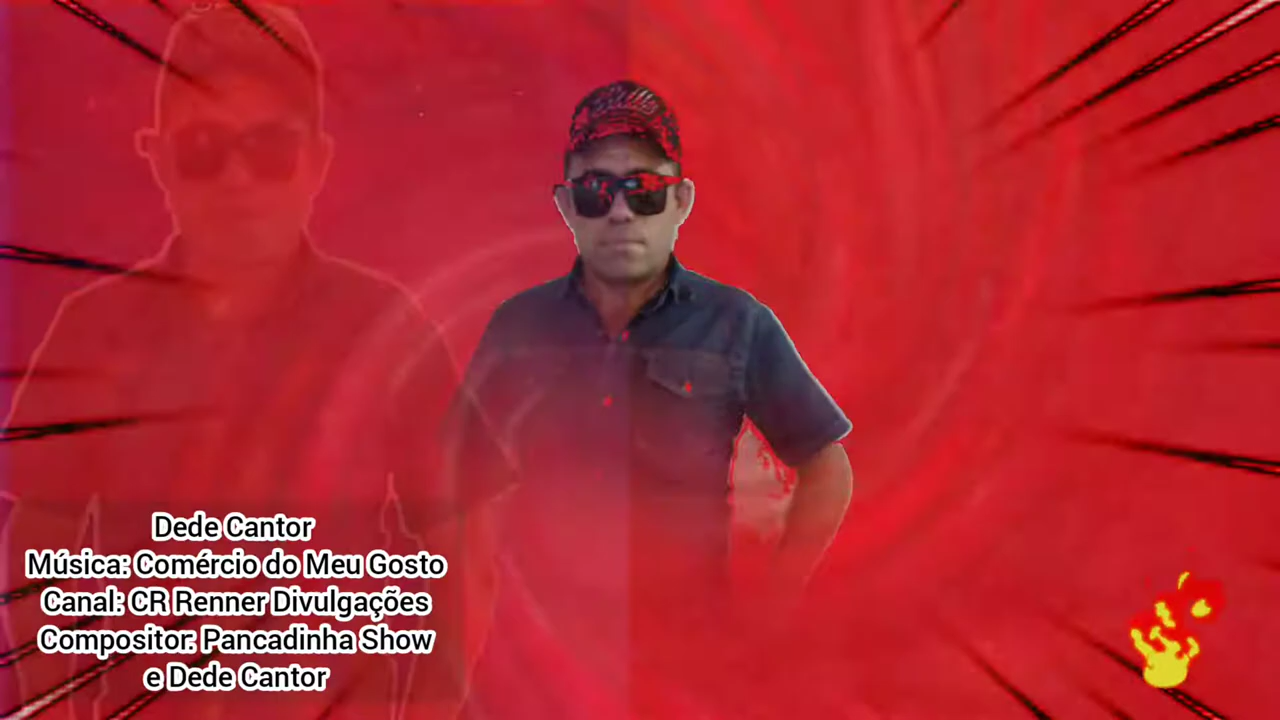 Dede Cantor
Música: Comércio do Meu Gosto
Canal: CR Renner Divulgações
Compositor: Pancadinha Show
e Dede Cantor